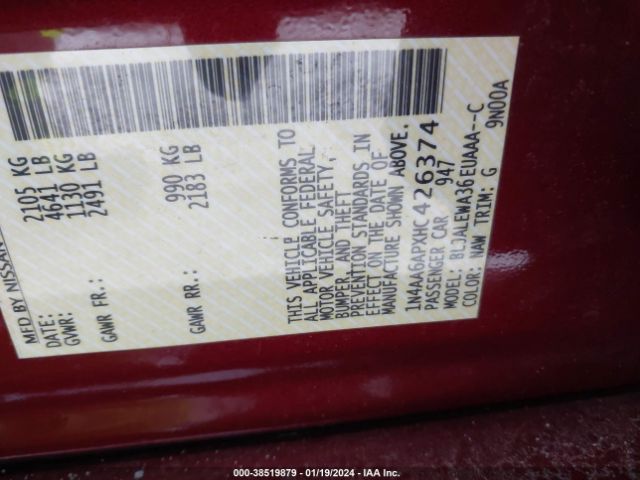 MFD BY NISSAN
DATE:
GVWR: 2105 KG
4641 LB
GAWR FR.: 1130 KG
2491 LB
GAWR RR.: 990 KG
2183 LB
THIS VEHICLE CONFORMS TO
ALL APPLICABLE FEDERAL
MOTOR VEHICLE SAFETY,
BUMPER, AND THEFT
PREVENTION STANDARDS IN
EFFECT ON THE DATE OF
MANUFACTURE SHOWN ABOVE.
1N4AA6APXHC426374
PASSENGER CAR 947
MODEL: BLJALEWA36EUAAA--C
COLOR: NAW TRIM: G 9N00A
000-38519879 - 01/19/2024 - IAA Inc.